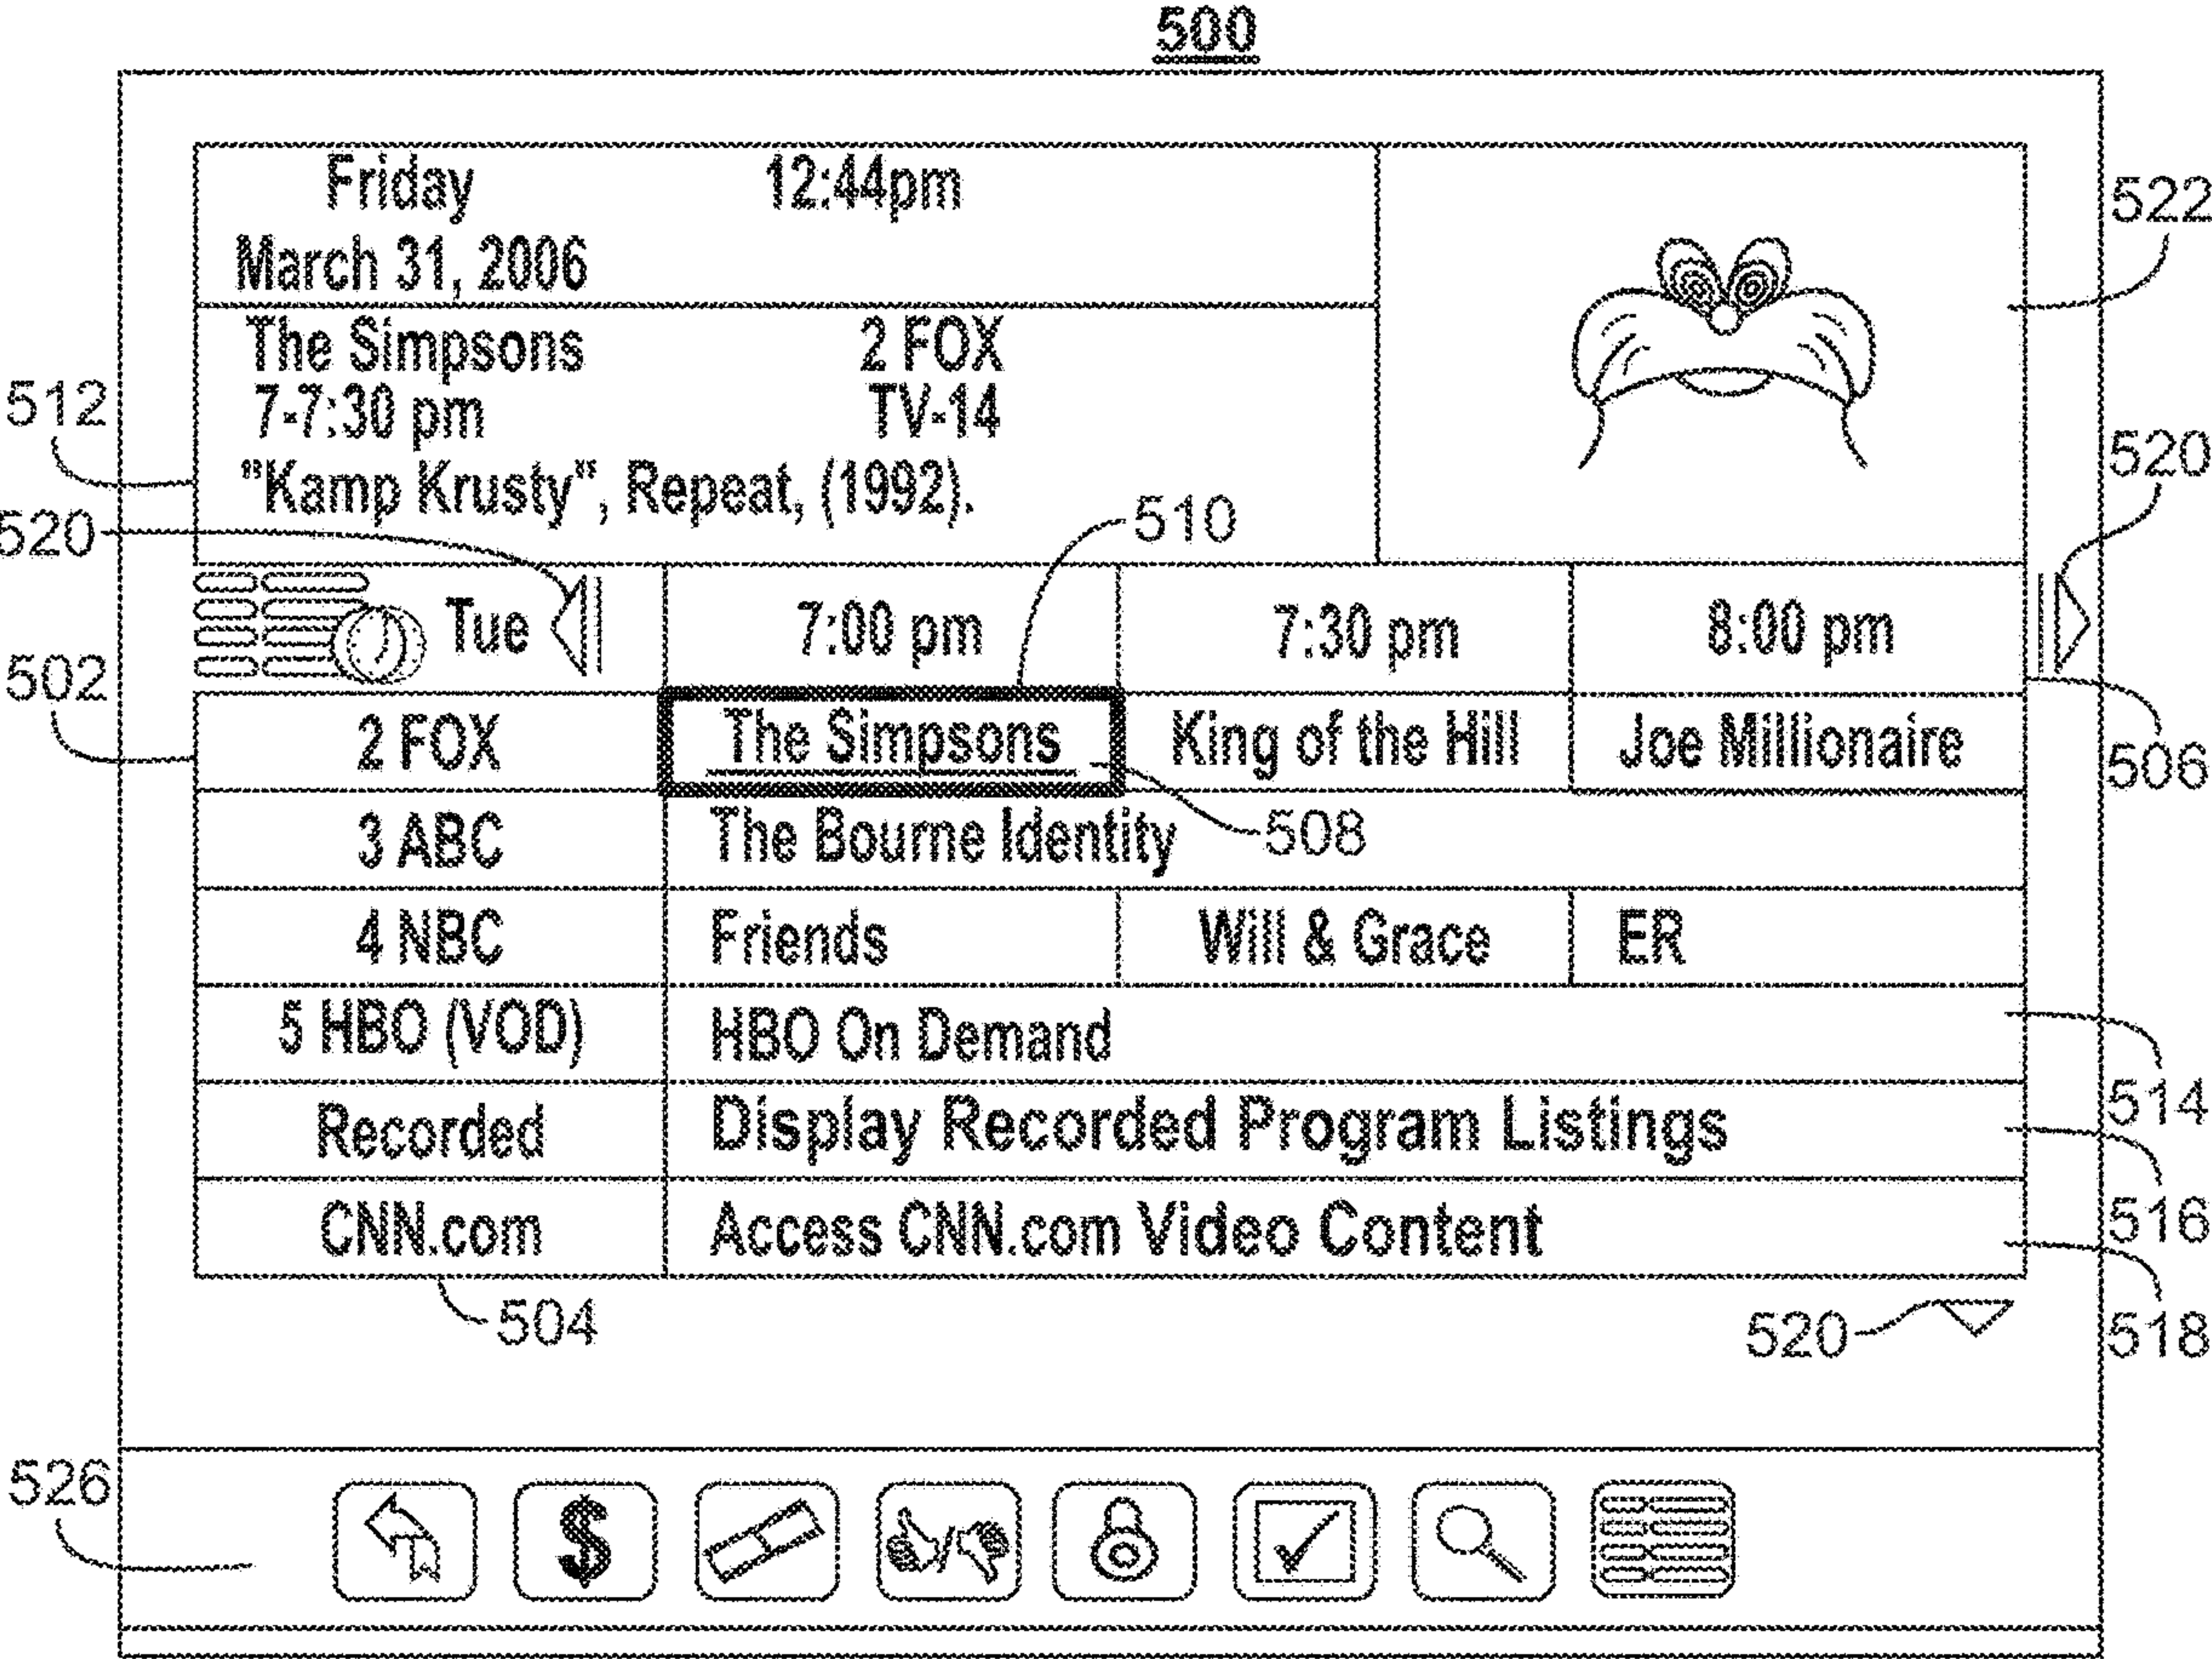 500
Friday 12:44pm
March 31, 2006
522
The Simpsons 2 FOX
512
7-7:30 pm TV-14
520
"Kamp Krusty", Repeat, (1992).
510
520
Tue 7:00 pm 7:30 pm 8:00 pm
502
2 FOX The Simpsons King of the Hill Joe Millionaire
506
3 ABC The Bourne Identity
508
4 NBC Friends Will & Grace ER
5 HBO (VOD) HBO On Demand
514
Recorded Display Recorded Program Listings
516
CNN.com Access CNN.com Video Content
504
520
518
526
$